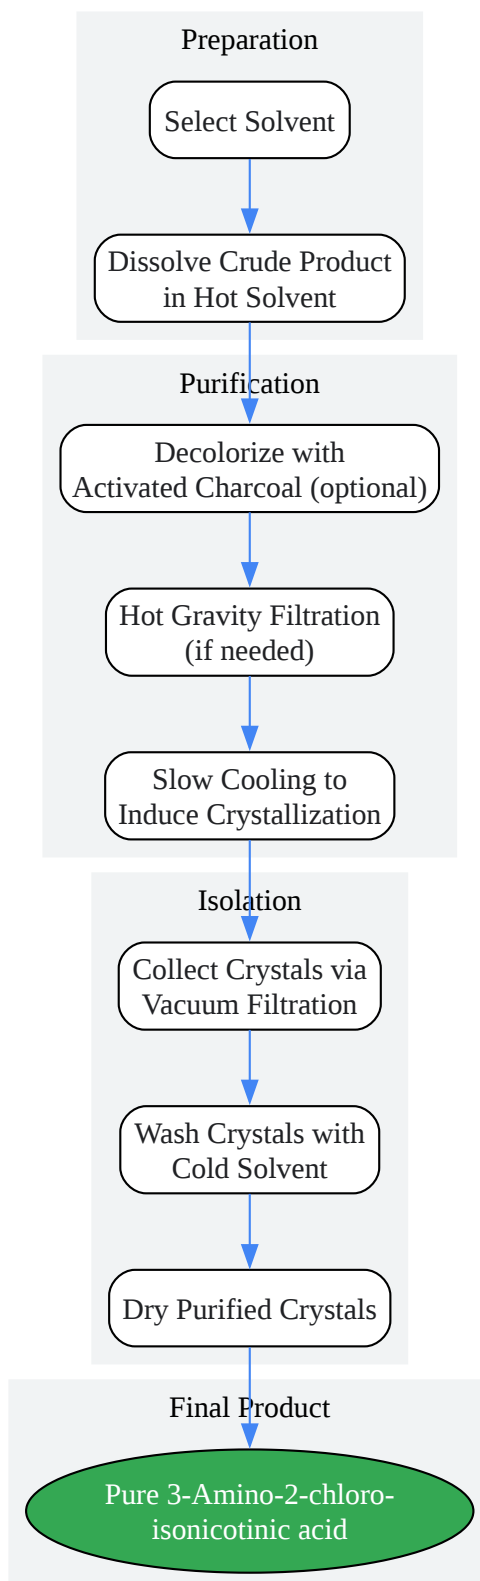 Preparation
Select Solvent
Dissolve Crude Product
in Hot Solvent
Purification
Decolorize with
Activated Charcoal (optional)
Hot Gravity Filtration
(if needed)
Slow Cooling to
Induce Crystallization
Isolation
Collect Crystals via
Vacuum Filtration
Wash Crystals with
Cold Solvent
Dry Purified Crystals
Final Product
Pure 3-Amino-2-chloro-
isonicotinic acid